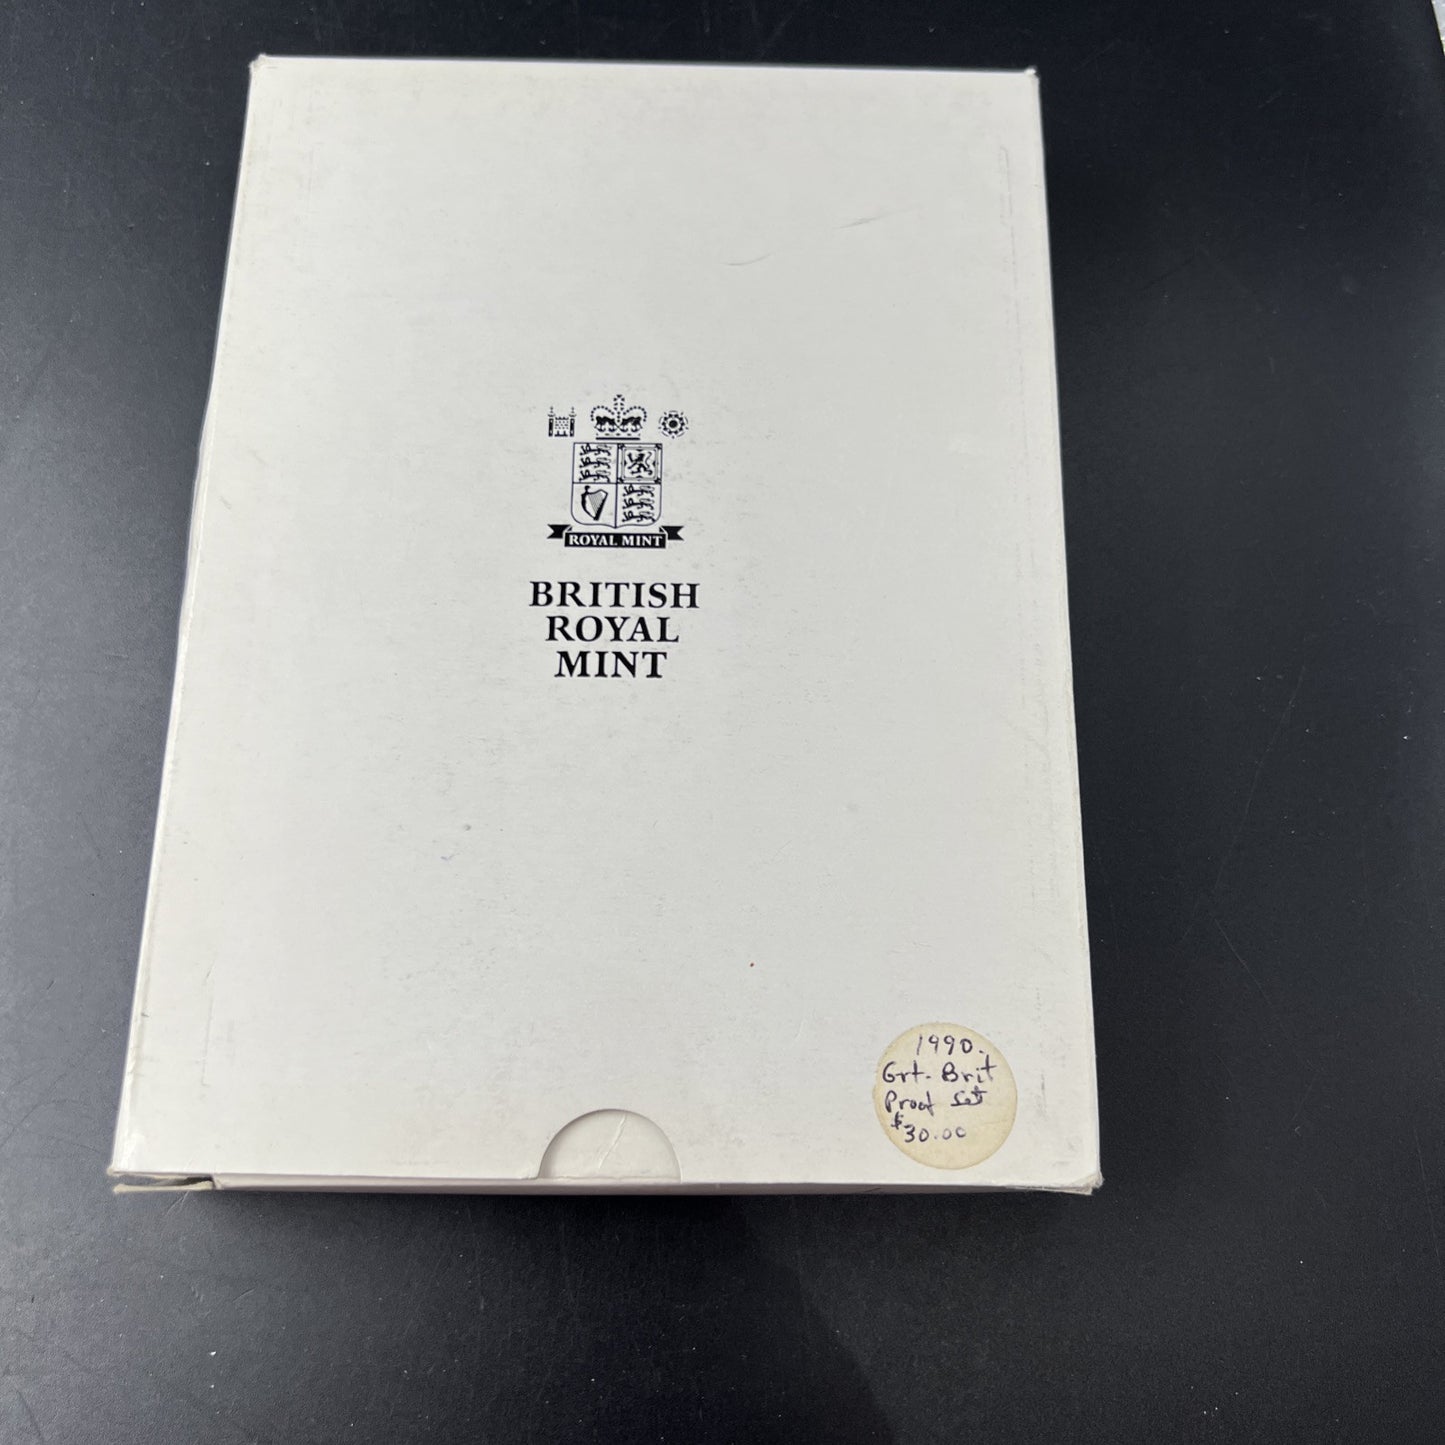 ROYAL MINT
BRITISH
ROYAL
MINT
1990.
Grt. Brit
Proof Set
$30.00